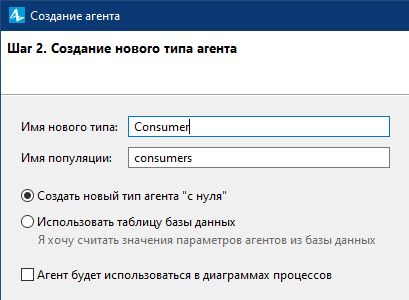 Создание агента
Шаг 2. Создание нового типа агента
Имя нового типа: Consumer
Имя популяции: consumers
Создать новый тип агента "с нуля"
Использовать таблицу базы данных
Я хочу считать значения параметров агентов из базы данных
Агент будет использоваться в диаграммах процессов